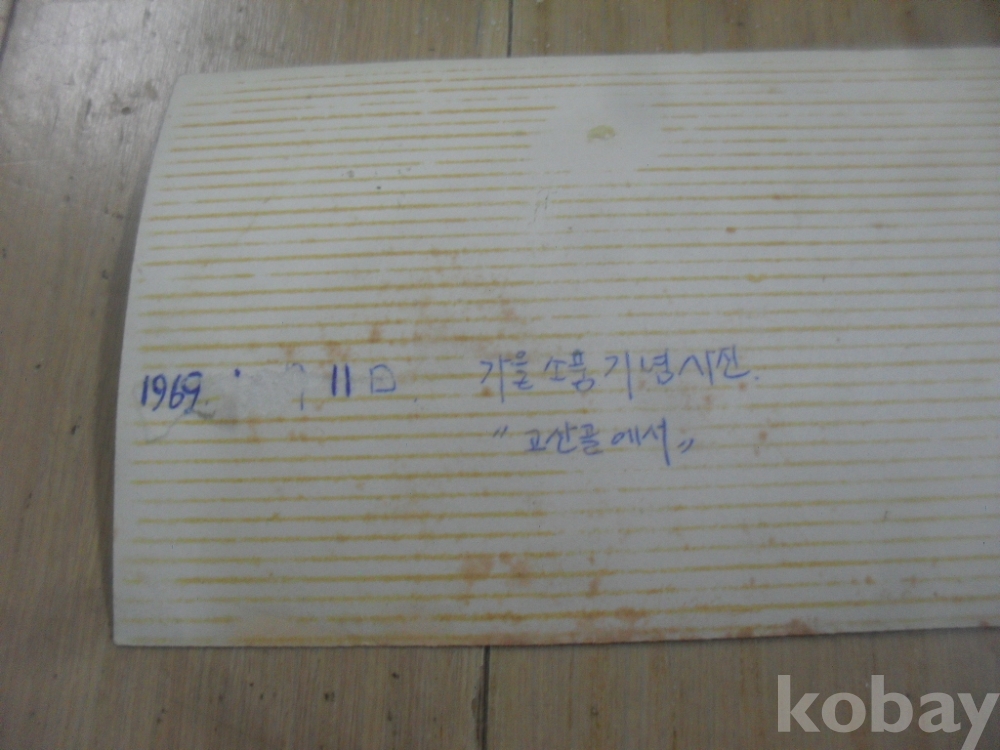 1969. 11日 가을소풍기념사진.
"고산골에서"
kobay